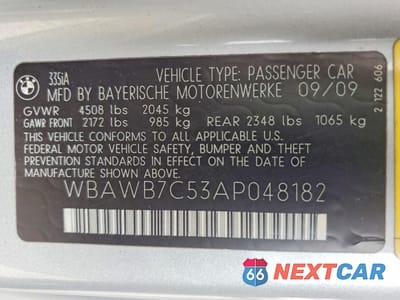 335iA
VEHICLE TYPE: PASSENGER CAR
MFD BY BAYERISCHE MOTORENWERKE 09/09
GVWR 4508 lbs 2045 kg
GAWR FRONT 2172 lbs 985 kg REAR 2348 lbs 1065 kg
THIS VEHICLE CONFORMS TO ALL APPLICABLE U.S.
FEDERAL MOTOR VEHICLE SAFETY, BUMPER AND THEFT
PREVENTION STANDARDS IN EFFECT ON THE DATE OF
MANUFACTURE SHOWN ABOVE.
WBAWB7C53AP048182
2 122 606
66 NEXTCAR